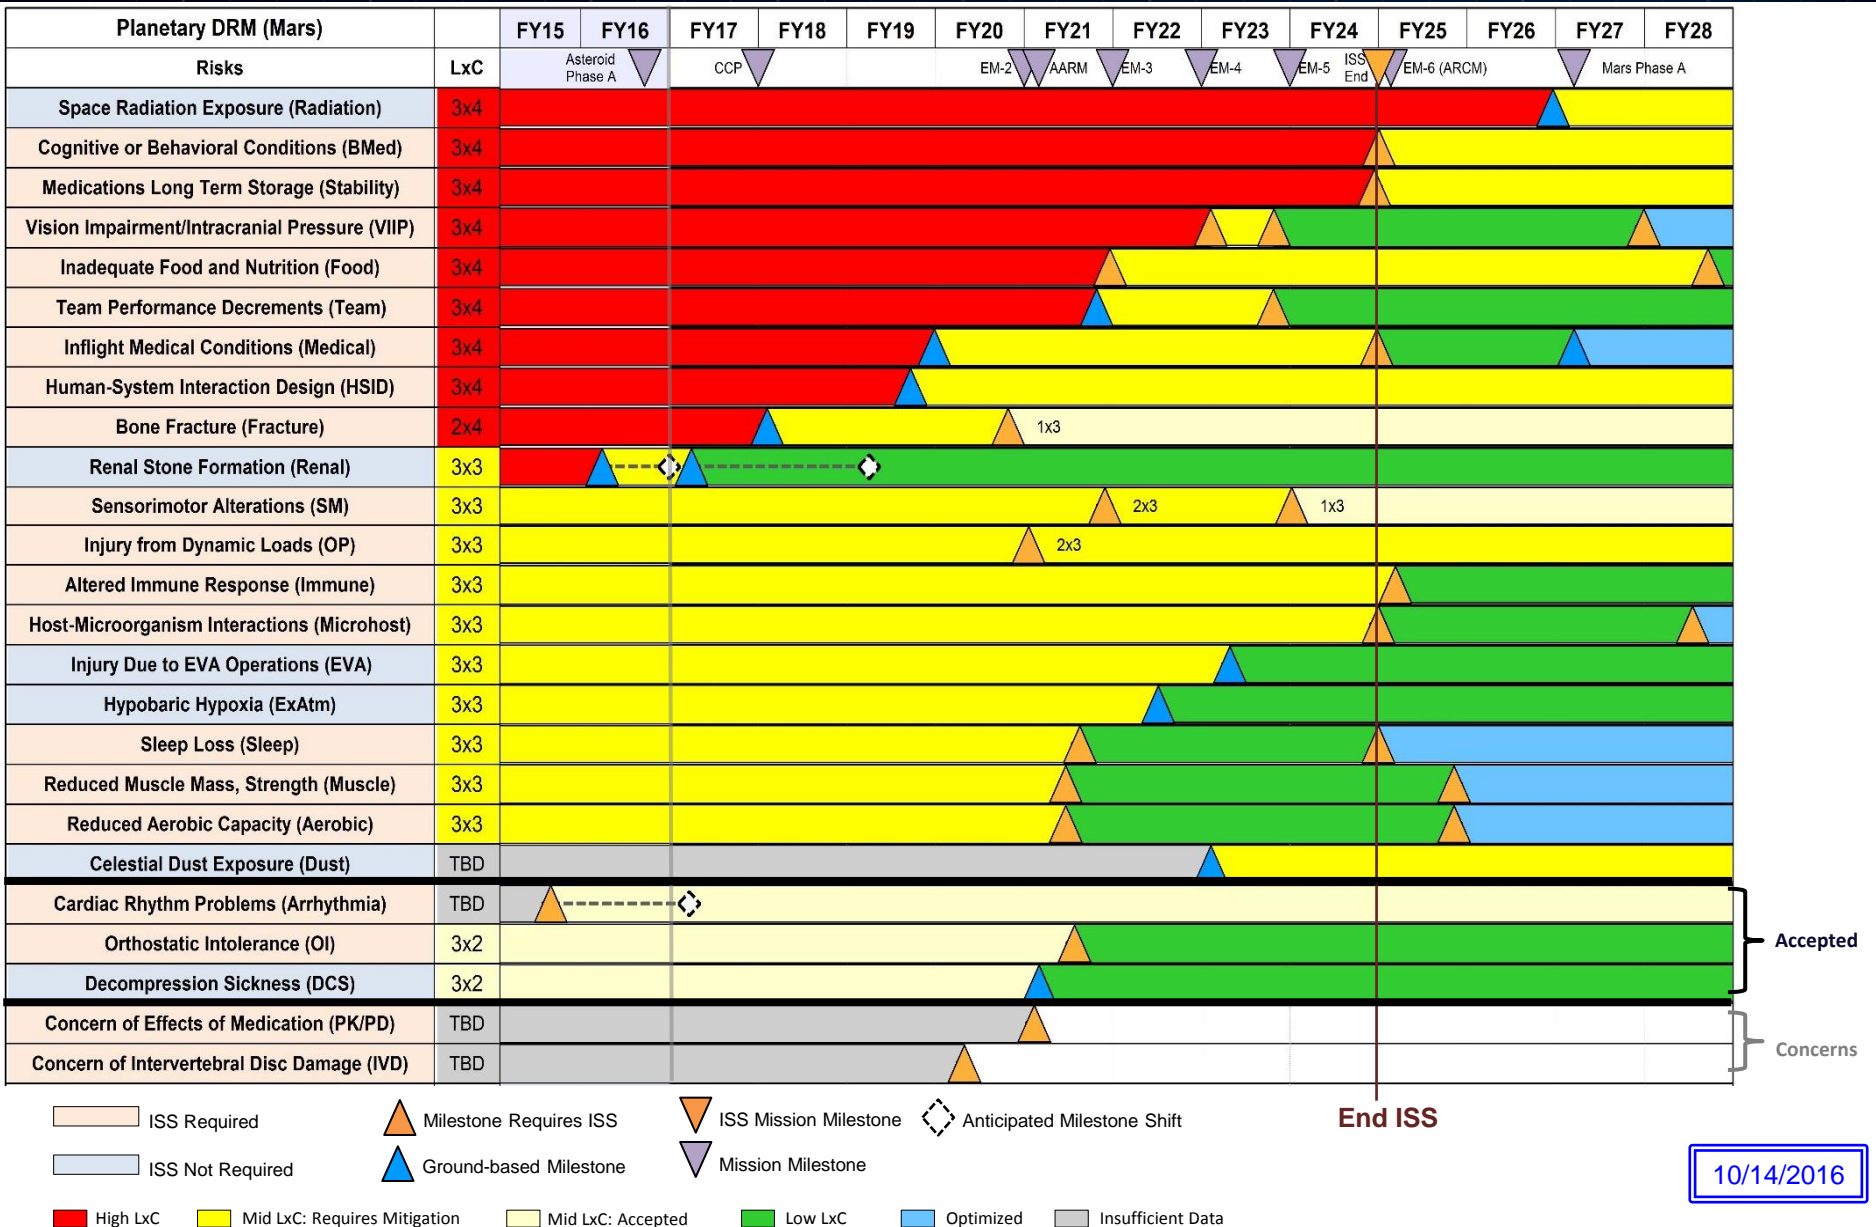 Planetary DRM (Mars) FY15 FY16 FY17 FY18 FY19 FY20 FY21 FY22 FY23 FY24 FY25 FY26 FY27 FY28
Risks LxC Asteroid Phase A CCP EM-2 AARM EM-3 EM-4 EM-5 ISS End EM-6 (ARCM) Mars Phase A
Space Radiation Exposure (Radiation) 3x4
Cognitive or Behavioral Conditions (BMed) 3x4
Medications Long Term Storage (Stability) 3x4
Vision Impairment/Intracranial Pressure (VIIP) 3x4
Inadequate Food and Nutrition (Food) 3x4
Team Performance Decrements (Team) 3x4
Inflight Medical Conditions (Medical) 3x4
Human-System Interaction Design (HSID) 3x4
Bone Fracture (Fracture) 2x4 1x3
Renal Stone Formation (Renal) 3x3
Sensorimotor Alterations (SM) 3x3 2x3 1x3
Injury from Dynamic Loads (OP) 3x3 2x3
Altered Immune Response (Immune) 3x3
Host-Microorganism Interactions (Microhost) 3x3
Injury Due to EVA Operations (EVA) 3x3
Hypobaric Hypoxia (ExAtm) 3x3
Sleep Loss (Sleep) 3x3
Reduced Muscle Mass, Strength (Muscle) 3x3
Reduced Aerobic Capacity (Aerobic) 3x3
Celestial Dust Exposure (Dust) TBD
Cardiac Rhythm Problems (Arrhythmia) TBD
Orthostatic Intolerance (OI) 3x2 Accepted
Decompression Sickness (DCS) 3x2
Concern of Effects of Medication (PK/PD) TBD
Concern of Intervertebral Disc Damage (IVD) TBD Concerns
ISS Required Milestone Requires ISS ISS Mission Milestone Anticipated Milestone Shift End ISS
ISS Not Required Ground-based Milestone Mission Milestone
10/14/2016
High LxC Mid LxC: Requires Mitigation Mid LxC: Accepted Low LxC Optimized Insufficient Data